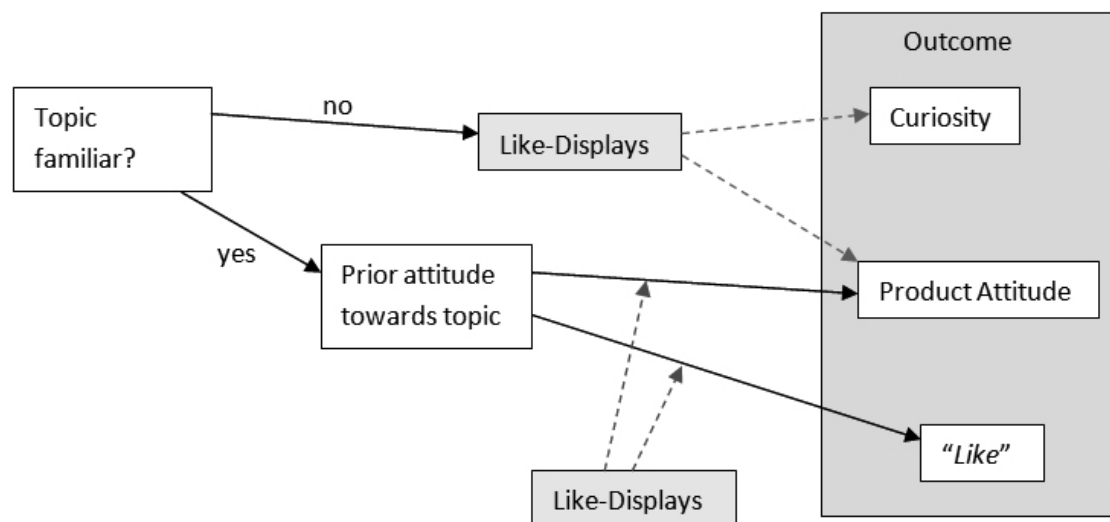 Outcome
Topic
familiar?
no
Like-Displays
Curiosity
yes
Prior attitude
towards topic
Product Attitude
“Like”
Like-Displays